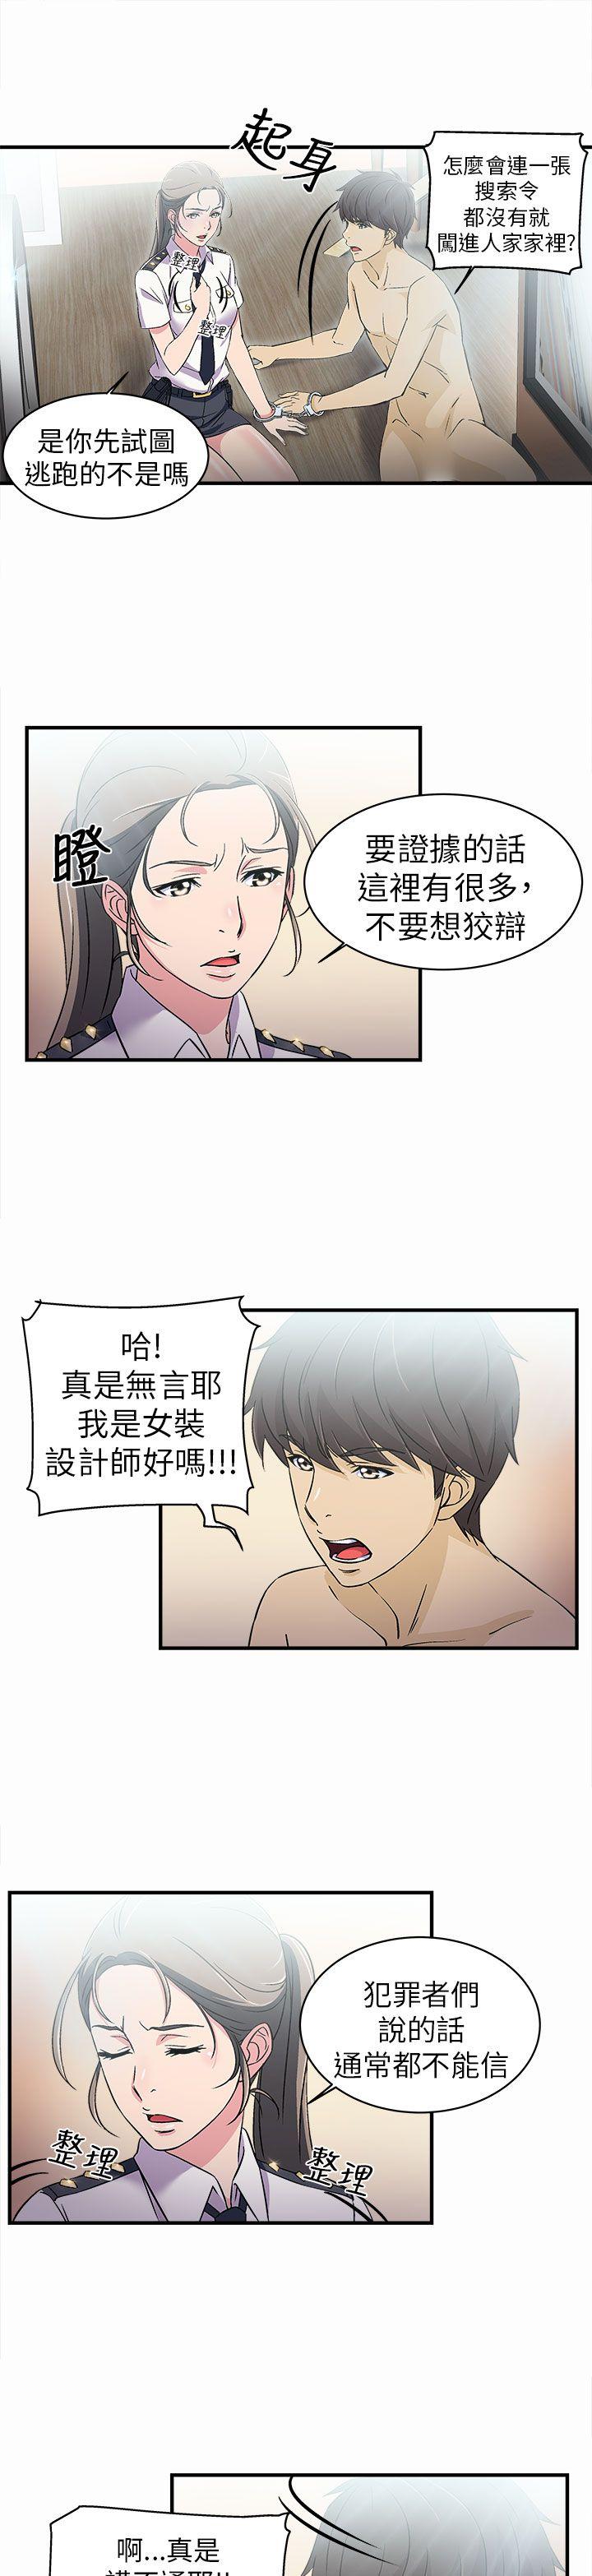 起身
怎麼會連一張
搜索令
都沒有就
闖進人家家裡?
整理
整理
是你先試圖
逃跑的不是嗎
瞪
要證據的話
這裡有很多,
不要想狡辯
哈!
真是無言耶
我是女裝
設計師好嗎!!!
犯罪者們
說的話
通常都不能信
整理
整理
啊...真是